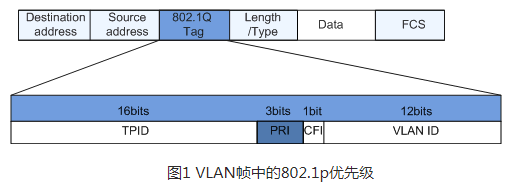 Destination address
Source address
802.1Q Tag
Length /Type
Data
FCS
16bits
3bits
1bit
12bits
TPID
PRI
CFI
VLAN ID
图1 VLAN帧中的802.1p优先级